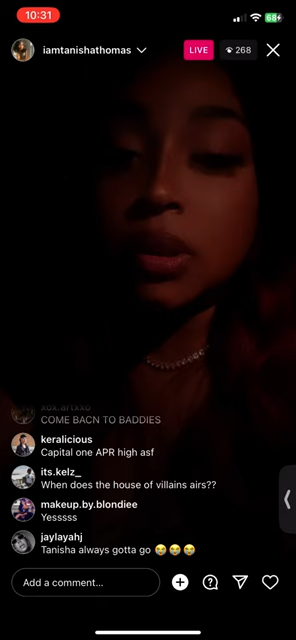 10:31
68
iamtanishathomas
LIVE
268
COME BACN TO BADDIES
keralicious
Capital one APR high asf
its.kelz_
When does the house of villains airs??
makeup.by.blondiee
Yesssss
jaylayahj
Tanisha always gotta go 😭😭😭
Add a comment...